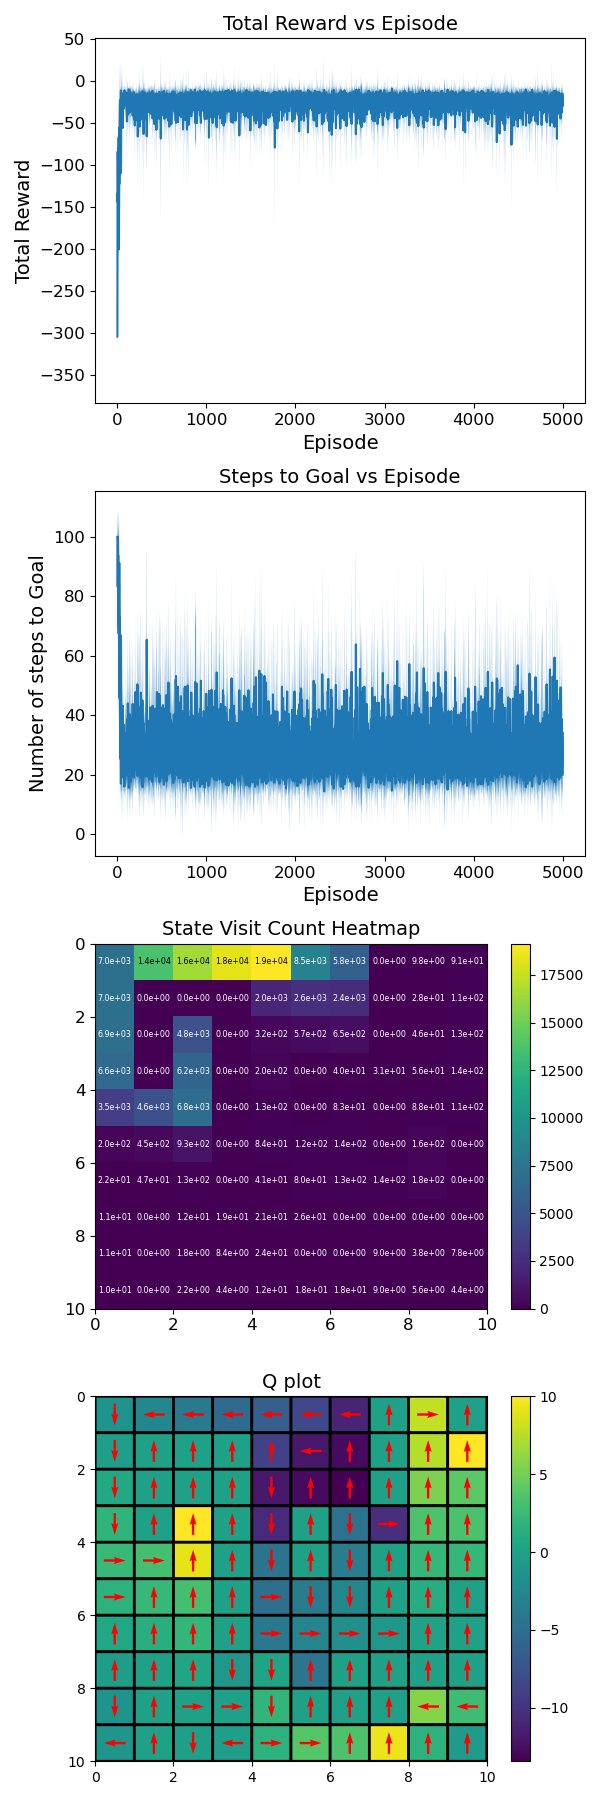 Total Reward vs Episode
50
0
−50
−100
−150
−200
−250
−300
−350
Total Reward
0 1000 2000 3000 4000 5000
Episode
Steps to Goal vs Episode
100
80
60
40
20
0
Number of steps to Goal
0 1000 2000 3000 4000 5000
Episode
State Visit Count Heatmap
0
2
4
6
8
10
7.0e+03 1.4e+04 1.6e+04 1.8e+04 1.9e+04 8.5e+03 5.8e+03 0.0e+00 9.8e+00 9.1e+01
7.0e+03 0.0e+00 0.0e+00 0.0e+00 2.0e+03 2.6e+03 2.4e+03 0.0e+00 2.8e+01 1.1e+02
6.9e+03 0.0e+00 4.8e+03 0.0e+00 3.2e+02 5.7e+02 6.5e+02 0.0e+00 4.6e+01 1.3e+02
6.6e+03 0.0e+00 6.2e+03 0.0e+00 2.0e+02 0.0e+00 4.0e+01 3.1e+01 5.6e+01 1.4e+02
3.5e+03 4.6e+03 6.8e+03 0.0e+00 1.3e+02 0.0e+00 8.3e+01 0.0e+00 8.8e+01 1.1e+02
2.0e+02 4.5e+02 9.3e+02 0.0e+00 8.4e+01 1.2e+02 1.4e+02 0.0e+00 1.6e+02 0.0e+00
2.2e+01 4.7e+01 1.3e+02 0.0e+00 4.1e+01 8.0e+01 1.3e+02 1.4e+02 1.8e+02 0.0e+00
1.1e+01 0.0e+00 1.2e+01 1.9e+01 2.1e+01 2.6e+01 0.0e+00 0.0e+00 0.0e+00 0.0e+00
1.1e+01 0.0e+00 1.8e+00 8.4e+00 2.4e+01 0.0e+00 0.0e+00 9.0e+00 3.8e+00 7.8e+00
1.0e+01 0.0e+00 2.2e+00 4.4e+00 1.2e+01 1.8e+01 1.8e+01 9.0e+00 5.6e+00 4.4e+00
0 2 4 6 8 10
17500
15000
12500
10000
7500
5000
2500
0
Q plot
0
2
4
6
8
10
0 2 4 6 8 10
10
5
0
−5
−10